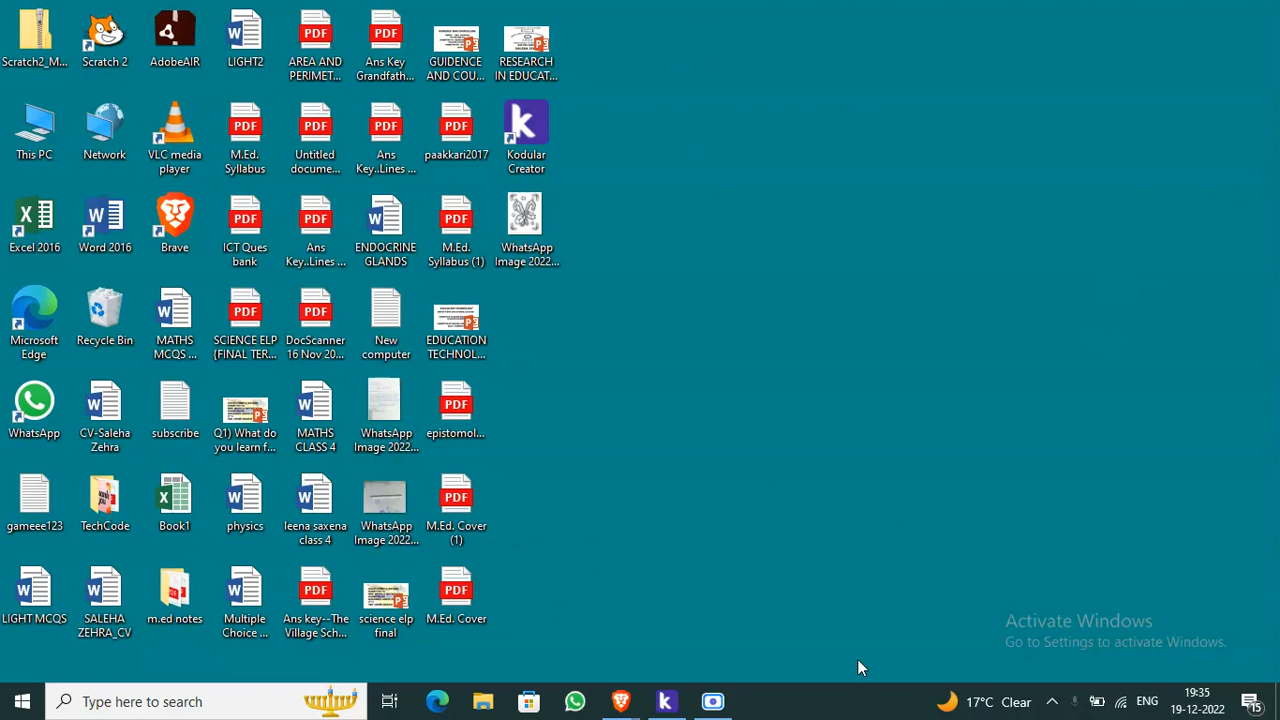 Scratch2_M...
Scratch 2
AdobeAIR
LIGHT2
AREA AND
PERIMET...
Ans Key
Grandfath...
GUIDENCE
AND COU...
RESEARCH
IN EDUCAT...
This PC
Network
VLC media
player
M.Ed.
Syllabus
Untitled
docume...
Ans
Key..Lines ...
paakkari2017
Kodular
Creator
Excel 2016
Word 2016
Brave
ICT Ques
bank
Ans
Key..Lines ...
ENDOCRINE
GLANDS
M.Ed.
Syllabus (1)
WhatsApp
Image 2022...
Microsoft
Edge
Recycle Bin
MATHS
MCQS ...
SCIENCE ELP
{FINAL TER...
DocScanner
16 Nov 20...
New
computer
EDUCATION
TECHNOL...
WhatsApp
CV-Saleha
Zehra
subscribe
Q1) What do
you learn f...
MATHS
CLASS 4
WhatsApp
Image 2022...
epistomol...
gameee123
TechCode
Book1
physics
leena saxena
class 4
WhatsApp
Image 2022...
M.Ed. Cover
(1)
LIGHT MCQS
SALEHA
ZEHRA_CV
m.ed notes
Multiple
Choice ...
Ans key--The
Village Sch...
science elp
final
M.Ed. Cover
Activate Windows
Go to Settings to activate Windows.
Type here to search
17°C Clear
ENG
19:35
19-12-2022
15